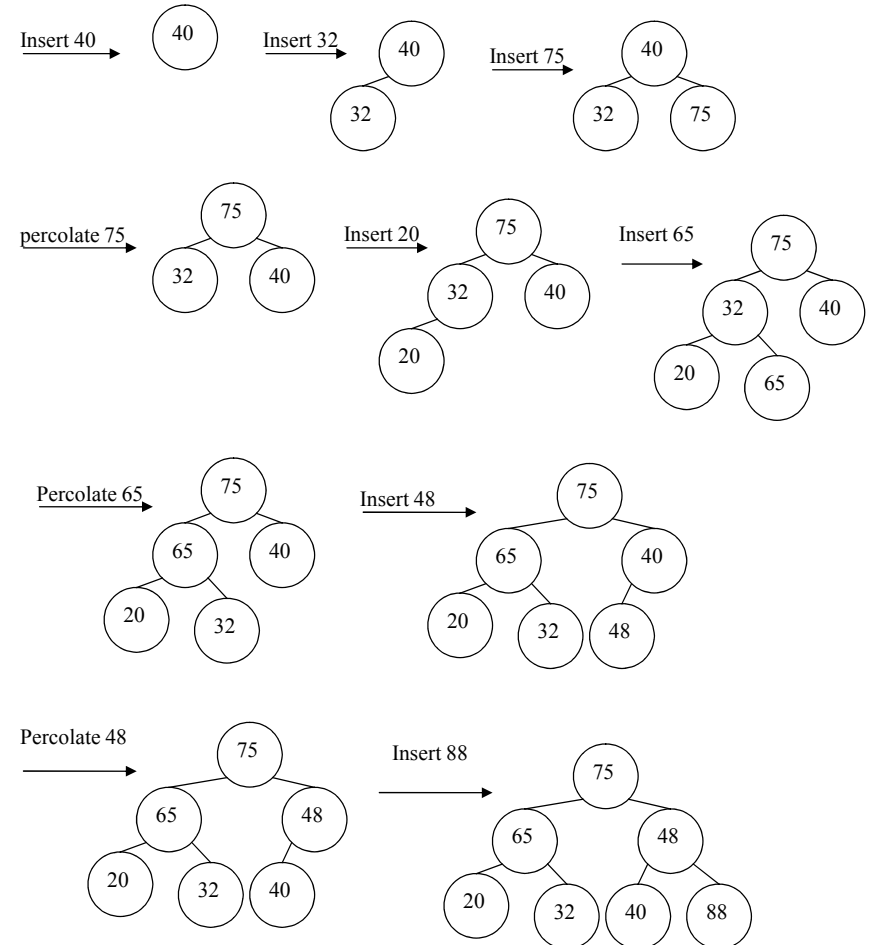 Insert 40
40
Insert 32
40
32
Insert 75
40
32 75
percolate 75
75
32 40
Insert 20
75
32 40
20
Insert 65
75
32 40
20 65
Percolate 65
75
65 40
20 32
Insert 48
75
65 40
20 32 48
Percolate 48
75
65 48
20 32 40
Insert 88
75
65 48
20 32 40 88